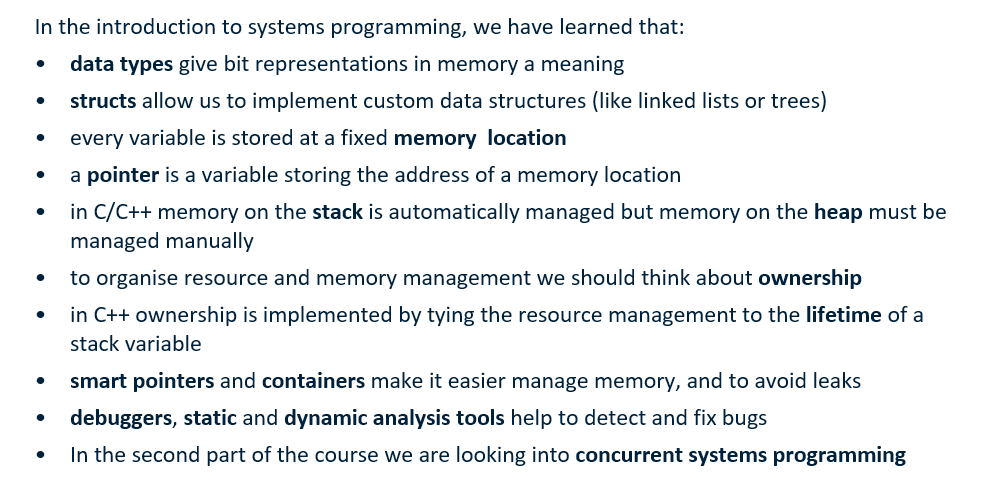 In the introduction to systems programming, we have learned that:
• data types give bit representations in memory a meaning
• structs allow us to implement custom data structures (like linked lists or trees)
• every variable is stored at a fixed memory  location
• a pointer is a variable storing the address of a memory location
• in C/C++ memory on the stack is automatically managed but memory on the heap must be
managed manually
• to organise resource and memory management we should think about ownership
• in C++ ownership is implemented by tying the resource management to the lifetime of a
stack variable
• smart pointers and containers make it easier manage memory, and to avoid leaks
• debuggers, static and dynamic analysis tools help to detect and fix bugs
• In the second part of the course we are looking into concurrent systems programming